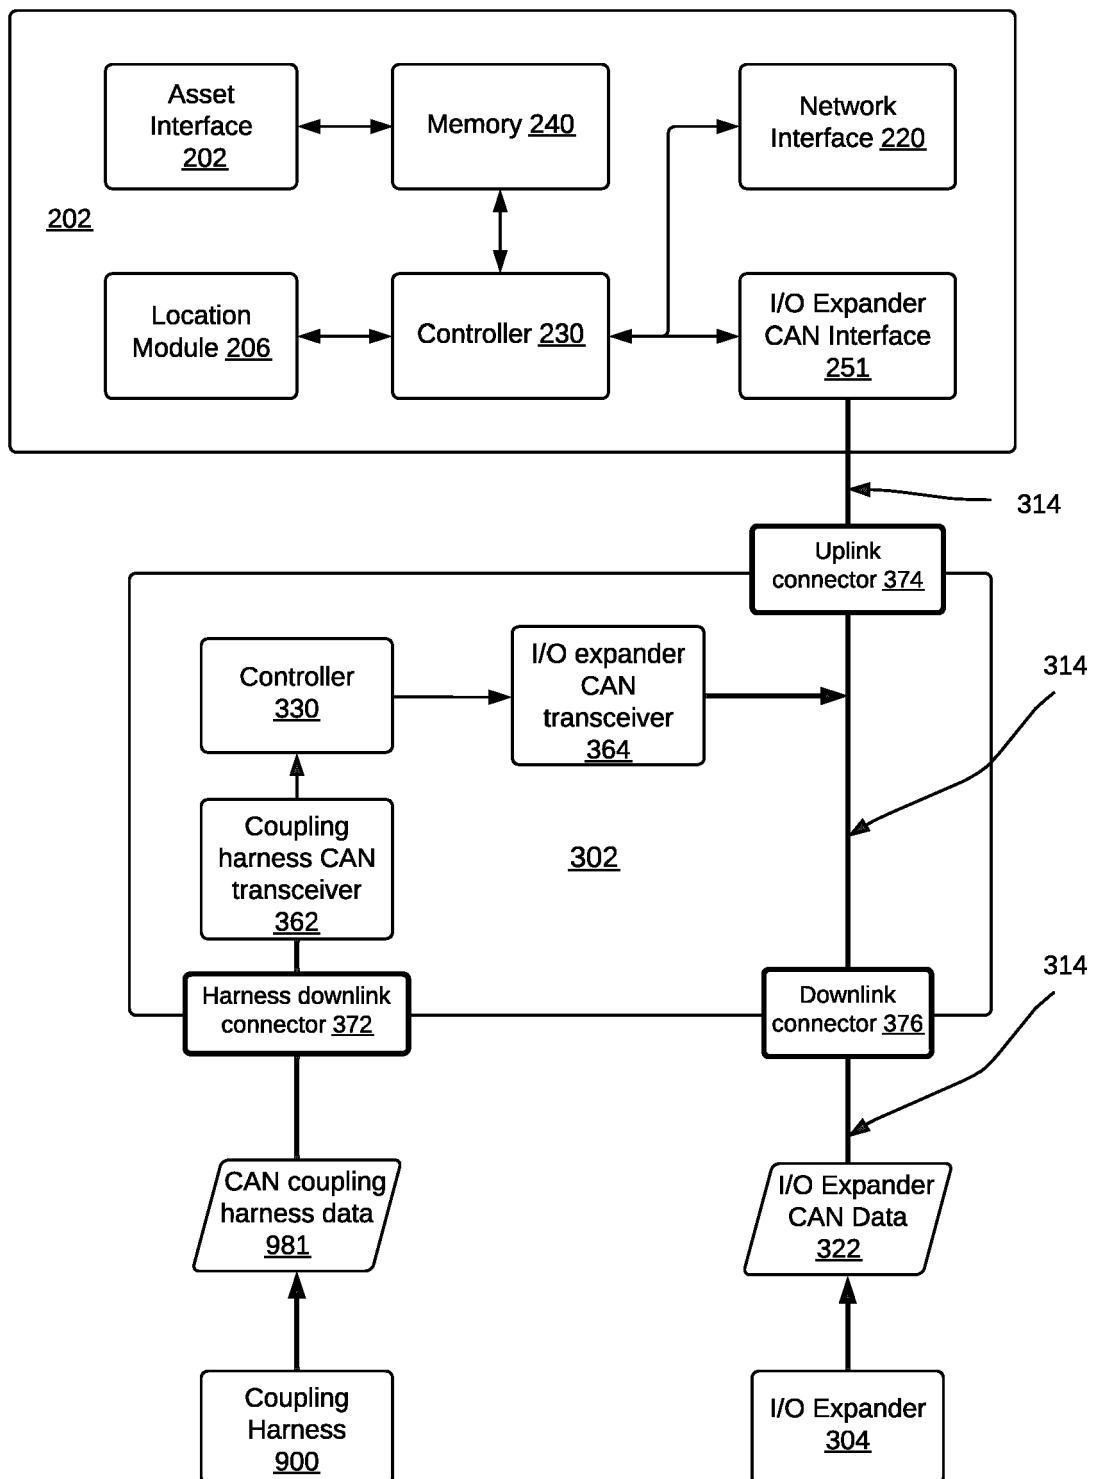 Asset
Interface
202
Memory 240
Network
Interface 220
202
Location
Module 206
Controller 230
I/O Expander
CAN Interface
251
314
Uplink
connector 374
Controller
330
I/O expander
CAN
transceiver
364
314
Coupling
harness CAN
transceiver
362
302
Harness downlink
connector 372
Downlink
connector 376
314
CAN coupling
harness data
981
I/O Expander
CAN Data
322
Coupling
Harness
900
I/O Expander
304